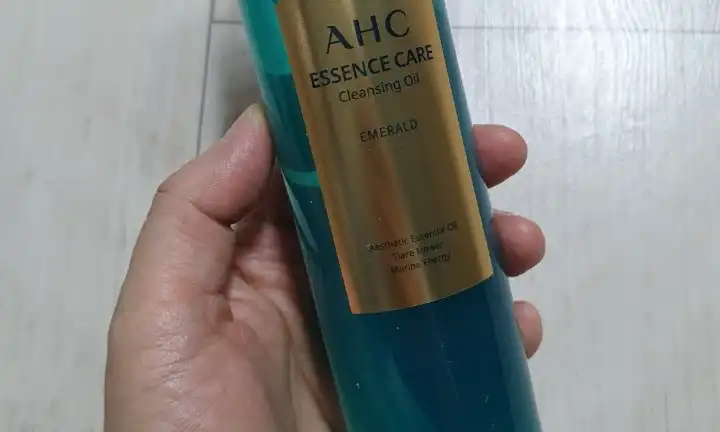 AHC
ESSENCE CARE
Cleansing Oil
EMERALD
Aesthetic Essential Oil
Tiare Flower
Marine Energy